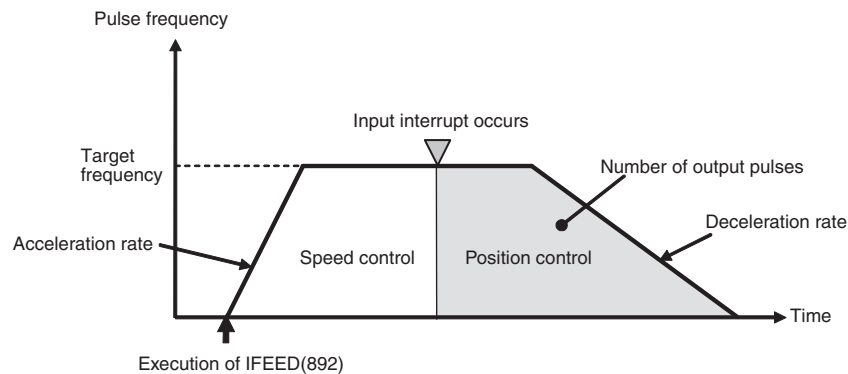 Pulse frequency
Input interrupt occurs
Target
frequency
Number of output pulses
Deceleration rate
Acceleration rate
Speed control
Position control
Time
Execution of IFEED(892)